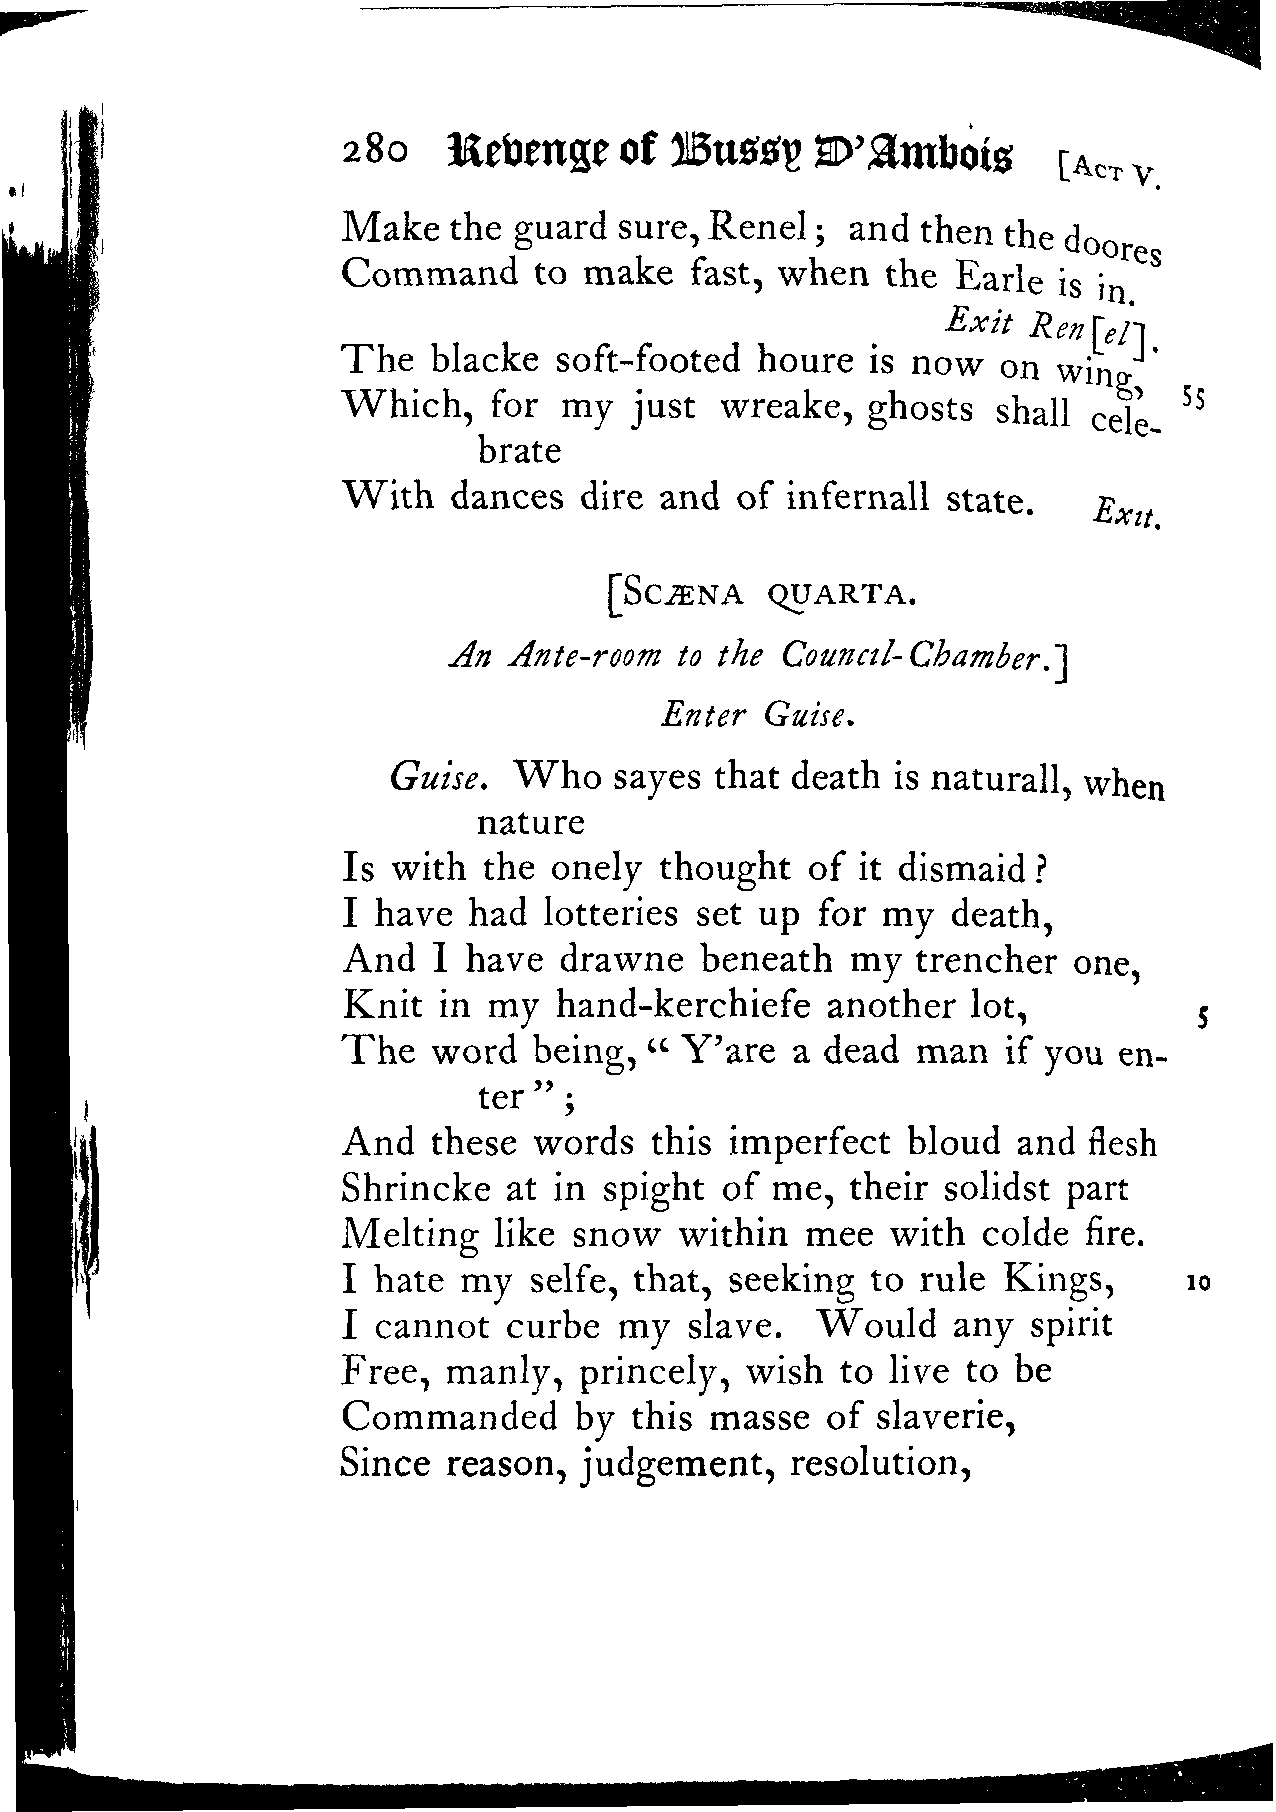 280 Revenge of Bussy D'Ambois [Act V.
Make the guard sure, Renel; and then the doores
Command to make fast, when the Earle is in.
Exit Ren[el].
The blacke soft-footed houre is now on wing,
Which, for my just wreake, ghosts shall cele- 55
brate
With dances dire and of infernall state. Exit.
[SCÆNA QUARTA.
An Ante-room to the Council-Chamber.]
Enter Guise.
Guise. Who sayes that death is naturall, when
nature
Is with the onely thought of it dismaid?
I have had lotteries set up for my death,
And I have drawne beneath my trencher one,
Knit in my hand-kerchiefe another lot, 5
The word being, “Y'are a dead man if you en-
ter”;
And these words this imperfect bloud and flesh
Shrincke at in spight of me, their solidst part
Melting like snow within mee with colde fire.
I hate my selfe, that, seeking to rule Kings, 10
I cannot curbe my slave. Would any spirit
Free, manly, princely, wish to live to be
Commanded by this masse of slaverie,
Since reason, judgement, resolution,